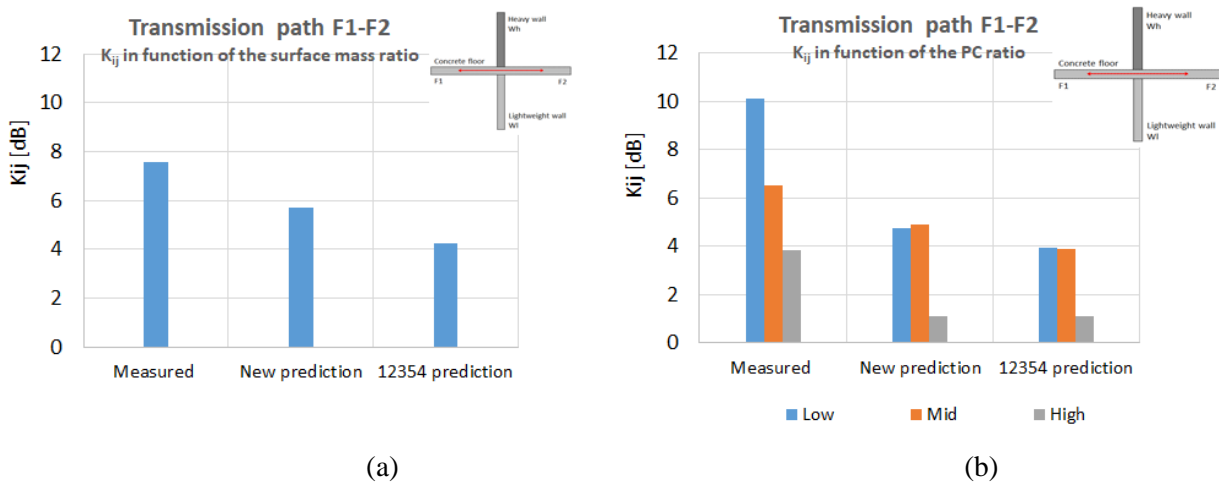 Transmission path F1-F2
Kij in function of the surface mass ratio
Heavy wall
Wh
Concrete floor
F1
F2
Lightweight wall
Wl
Kij [dB]
12
10
8
6
4
2
0
Measured
New prediction
12354 prediction
(a)
Transmission path F1-F2
Kij in function of the PC ratio
Heavy wall
Wh
Concrete floor
F1
F2
Lightweight wall
Wl
Kij [dB]
12
10
8
6
4
2
0
Measured
New prediction
12354 prediction
Low
Mid
High
(b)